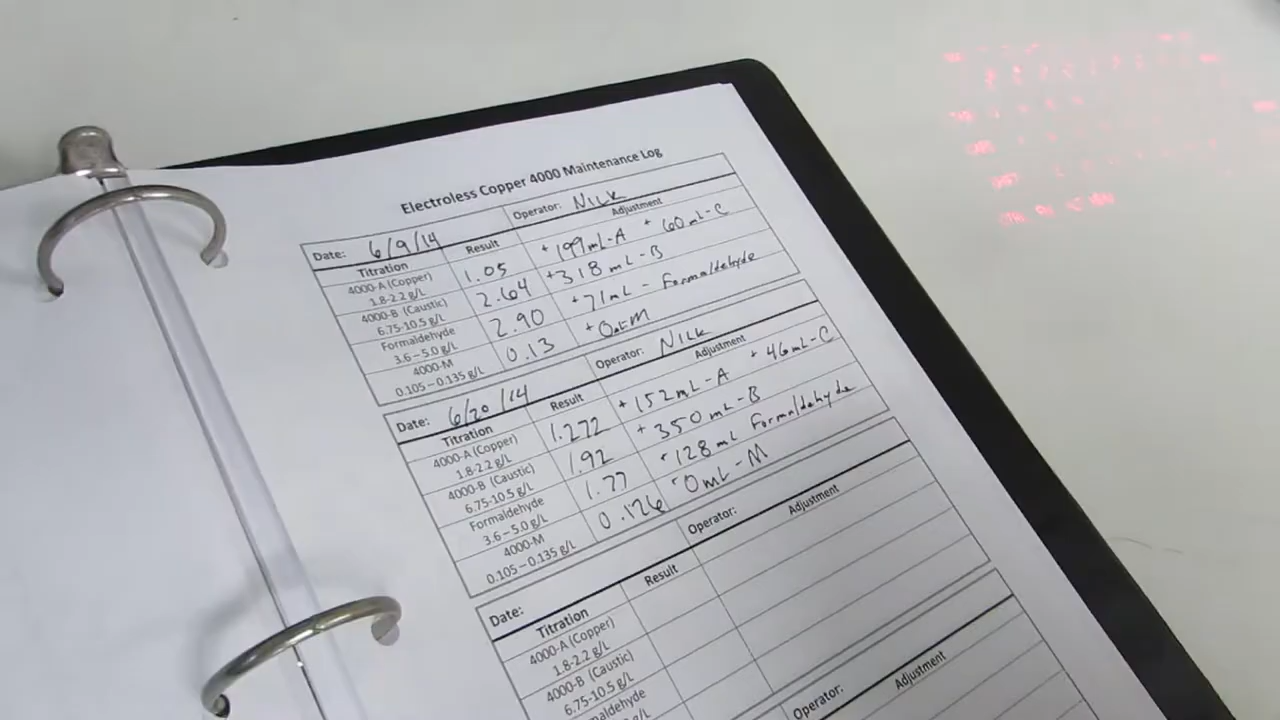 Electroless Copper 4000 Maintenance Log
Date: 6/9/14 Operator: NICK
Titration Result Adjustment
4000-A (Copper) 1.8-2.2 g/L 1.05 + 199mL-A + 60mL-C
4000-B (Caustic) 6.75-10.5 g/L 2.64 +318 mL-B
Formaldehyde 3.6 – 5.0 g/L 2.90 +71mL - Formaldehyde
4000-M 0.105 – 0.135 g/L 0.13 + 0mL-M
Date: 6/20/14 Operator: NICK
Titration Result Adjustment
4000-A (Copper) 1.8-2.2 g/L 1.272 +152mL-A + 46mL-C
4000-B (Caustic) 6.75-10.5 g/L 1.92 + 350 mL-B
Formaldehyde 3.6 – 5.0 g/L 1.77 +128mL Formaldehyde
4000-M 0.105 – 0.135 g/L 0.126 +0mL-M
Date: Operator:
Titration Result Adjustment
4000-A (Copper) 1.8-2.2 g/L
4000-B (Caustic) 6.75-10.5 g/L
maldehyde
Operator:
Adjustment